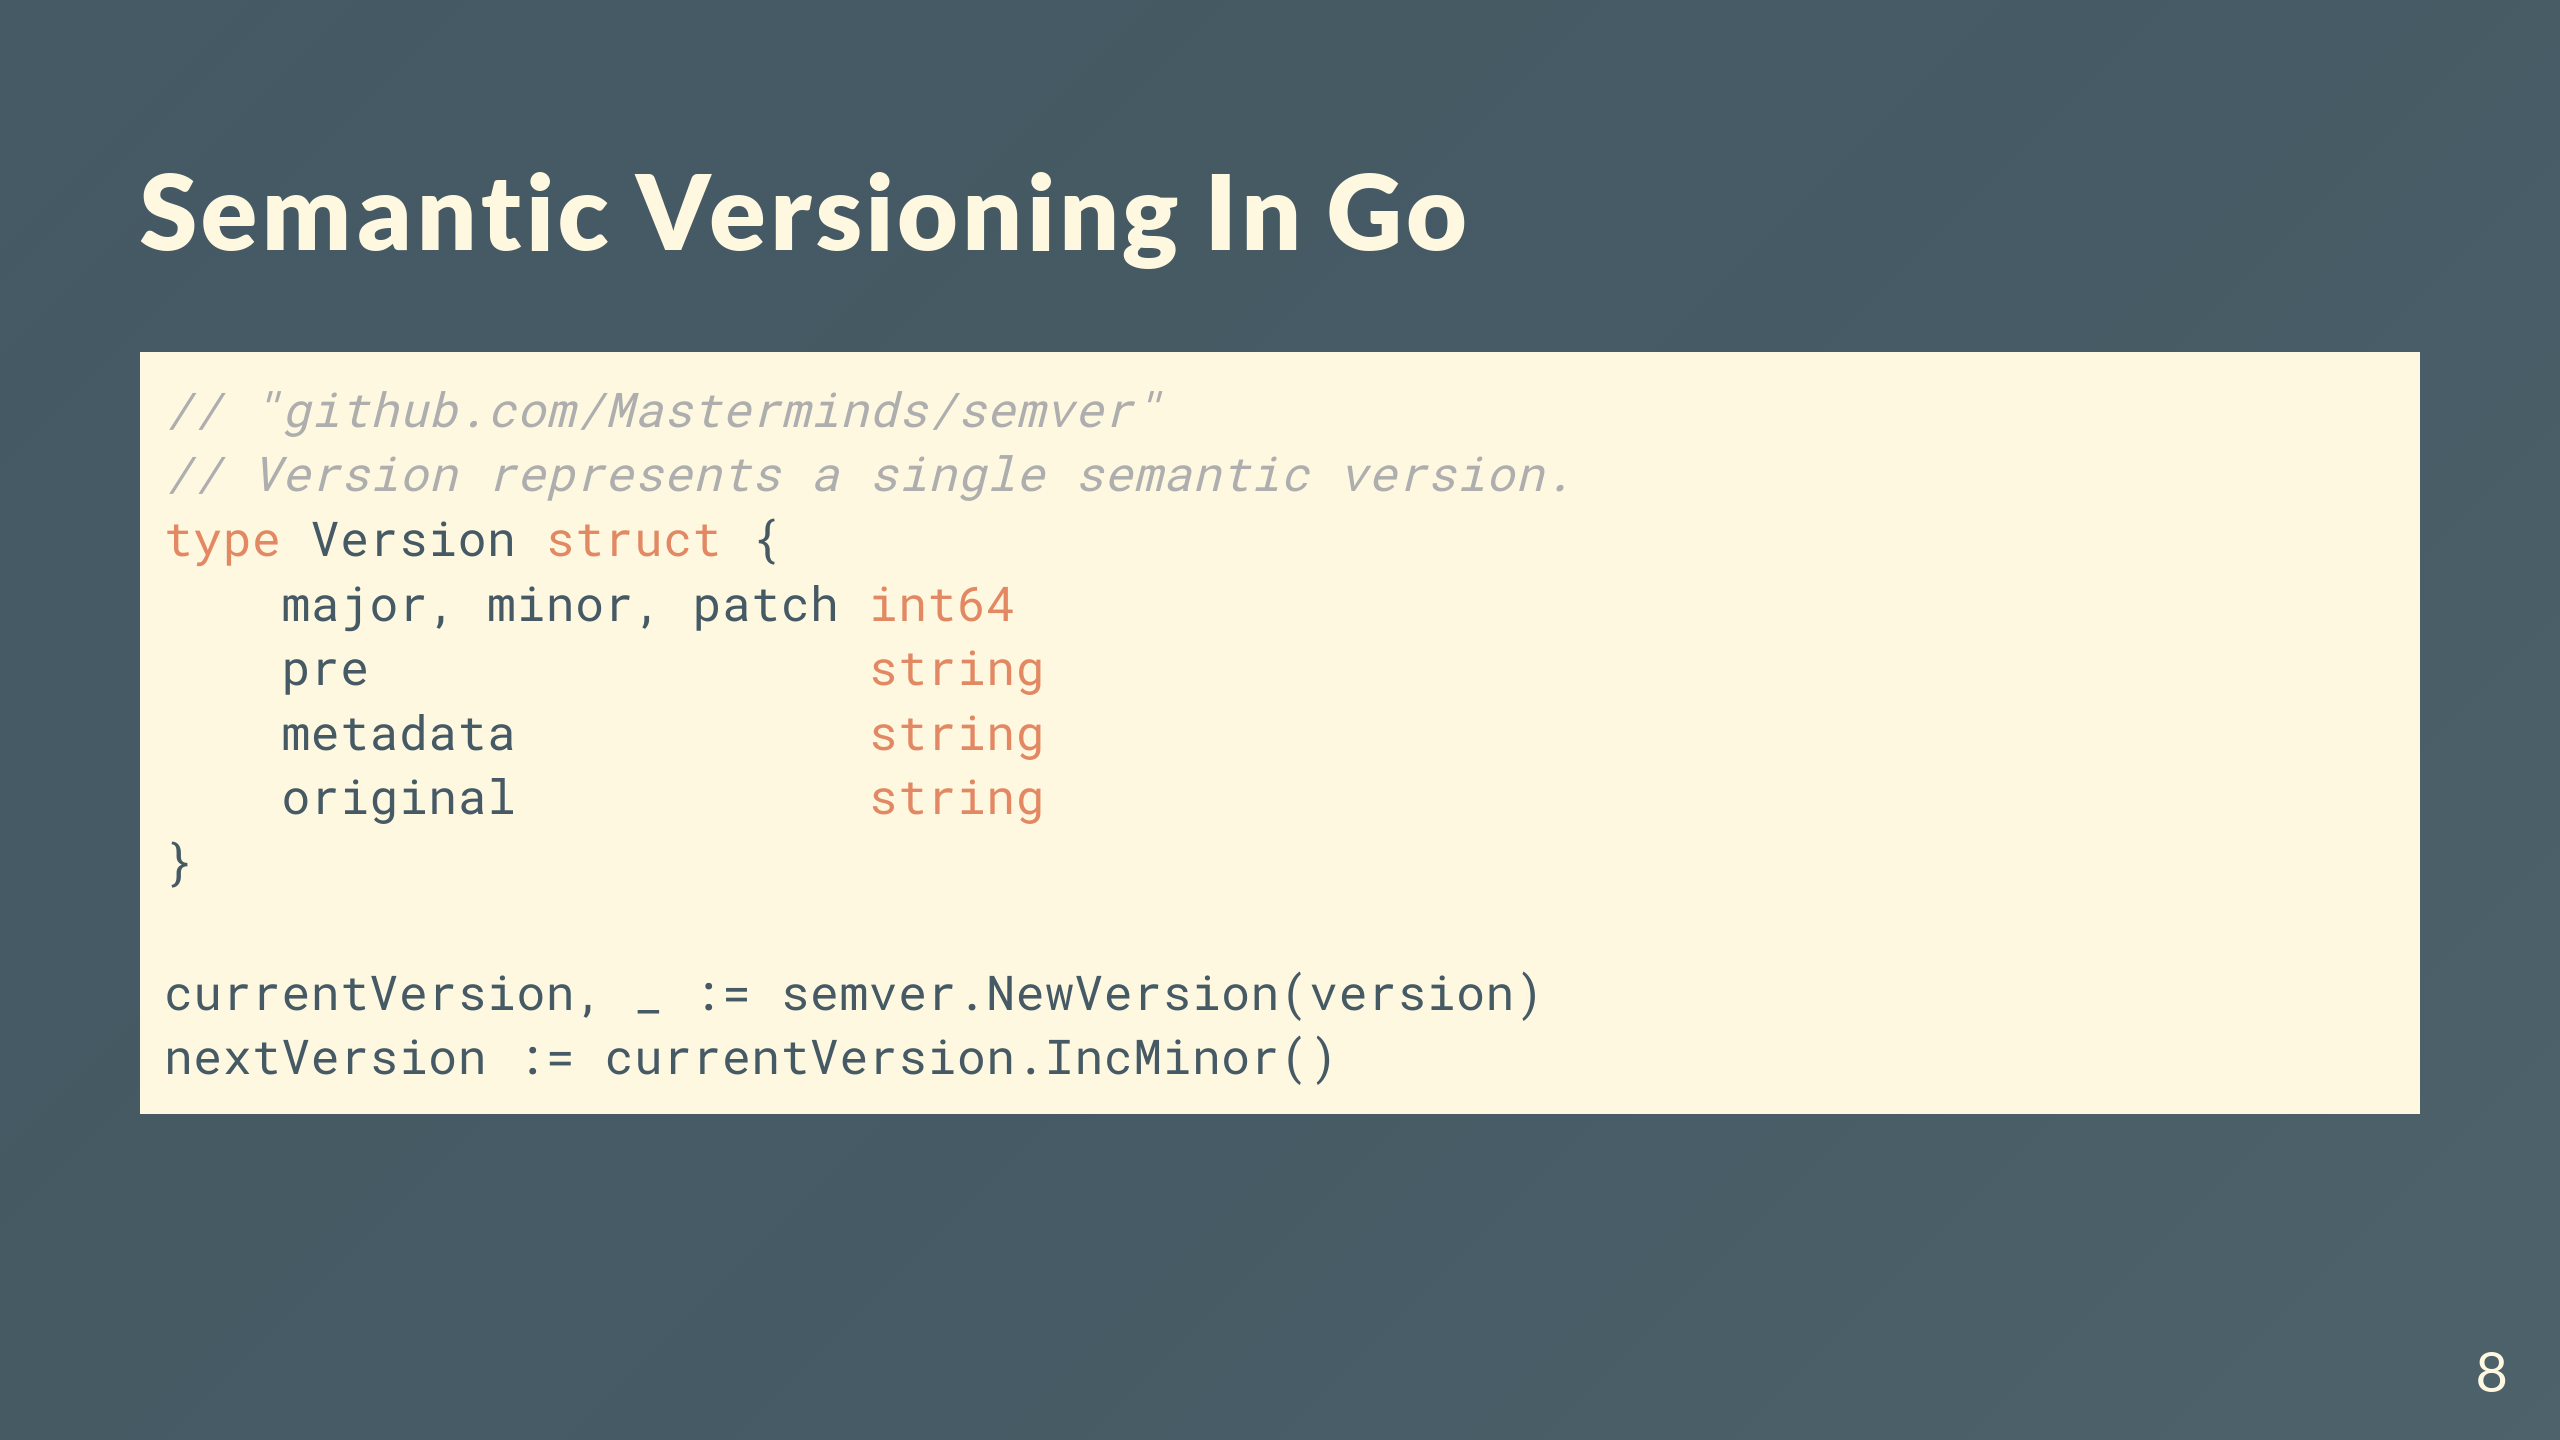 Semantic Versioning In Go
// "github.com/Masterminds/semver"
// Version represents a single semantic version.
type Version struct {
    major, minor, patch int64
    pre                 string
    metadata            string
    original            string
}

currentVersion, _ := semver.NewVersion(version)
nextVersion := currentVersion.IncMinor()
8